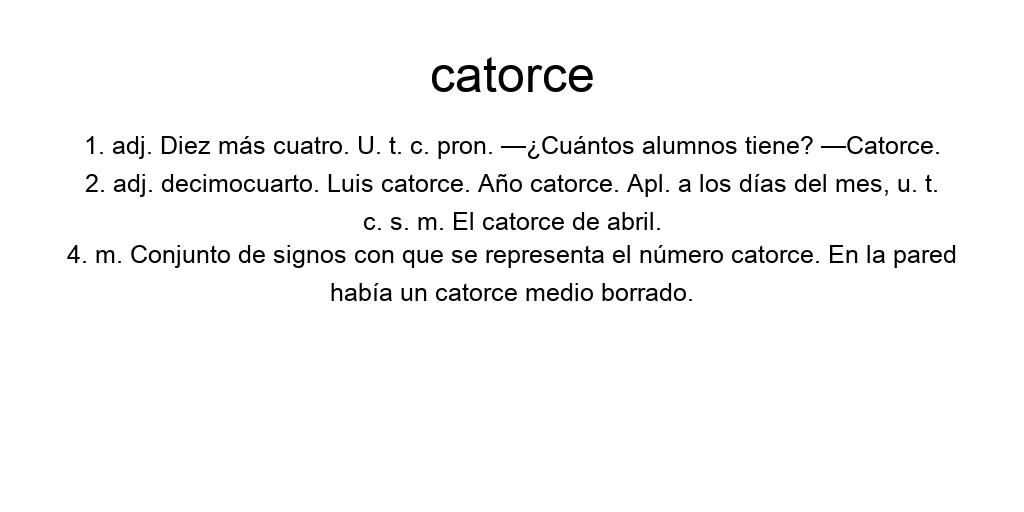 catorce
1. adj. Diez más cuatro. U. t. c. pron. —¿Cuántos alumnos tiene? —Catorce.
2. adj. decimocuarto. Luis catorce. Año catorce. Apl. a los días del mes, u. t.
c. s. m. El catorce de abril.
4. m. Conjunto de signos con que se representa el número catorce. En la pared
había un catorce medio borrado.